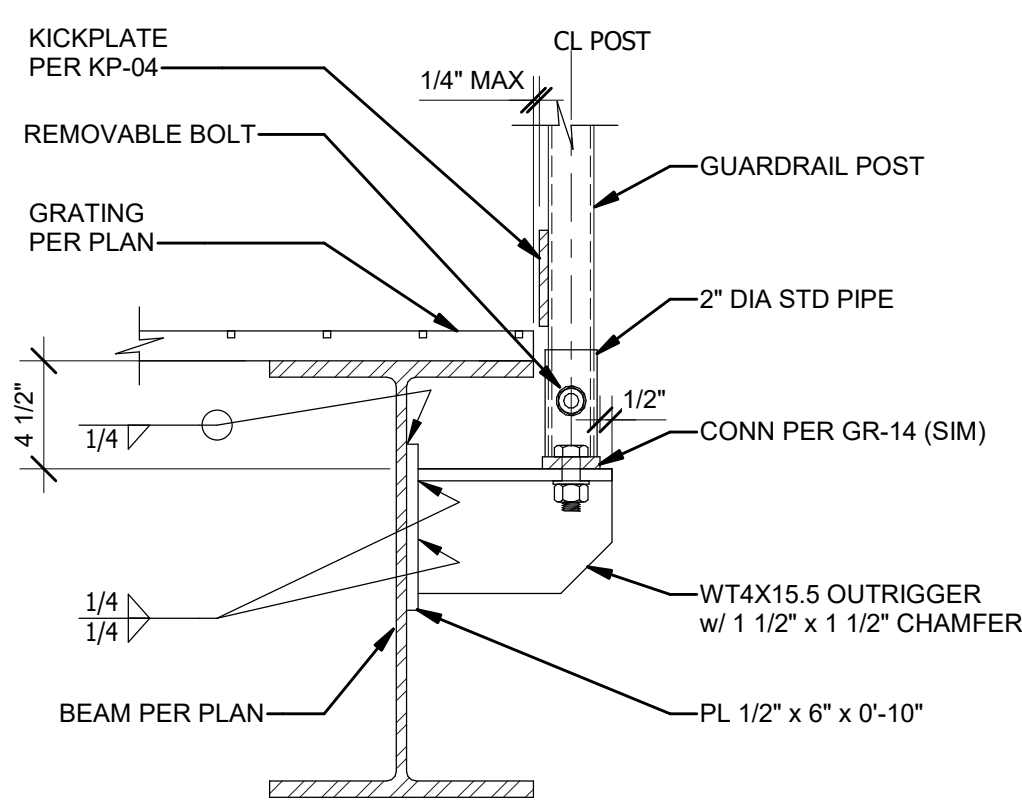 KICKPLATE
PER KP-04
CL POST
1/4" MAX
REMOVABLE BOLT
GUARDRAIL POST
GRATING
PER PLAN
2" DIA STD PIPE
4 1/2"
1/4
1/2"
CONN PER GR-14 (SIM)
1/4
1/4
WT4X15.5 OUTRIGGER
w/ 1 1/2" x 1 1/2" CHAMFER
BEAM PER PLAN
PL 1/2" x 6" x 0'-10"